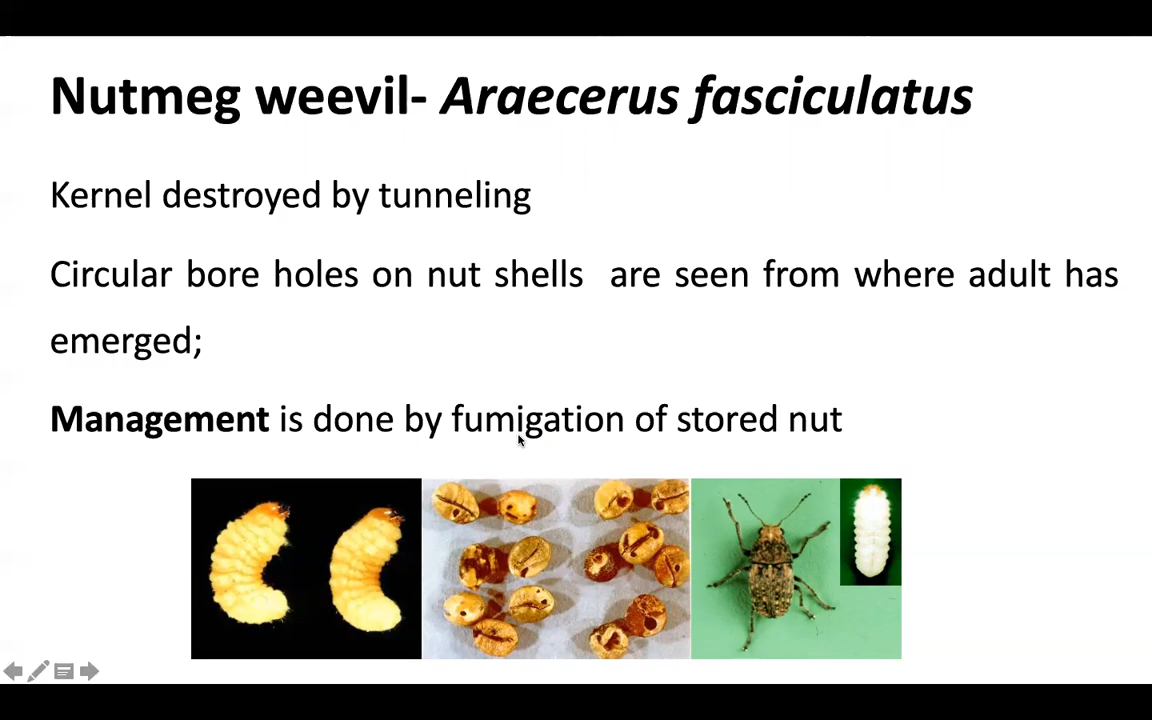 Nutmeg weevil- Araecerus fasciculatus
Kernel destroyed by tunneling
Circular bore holes on nut shells are seen from where adult has
emerged;
Management is done by fumigation of stored nut